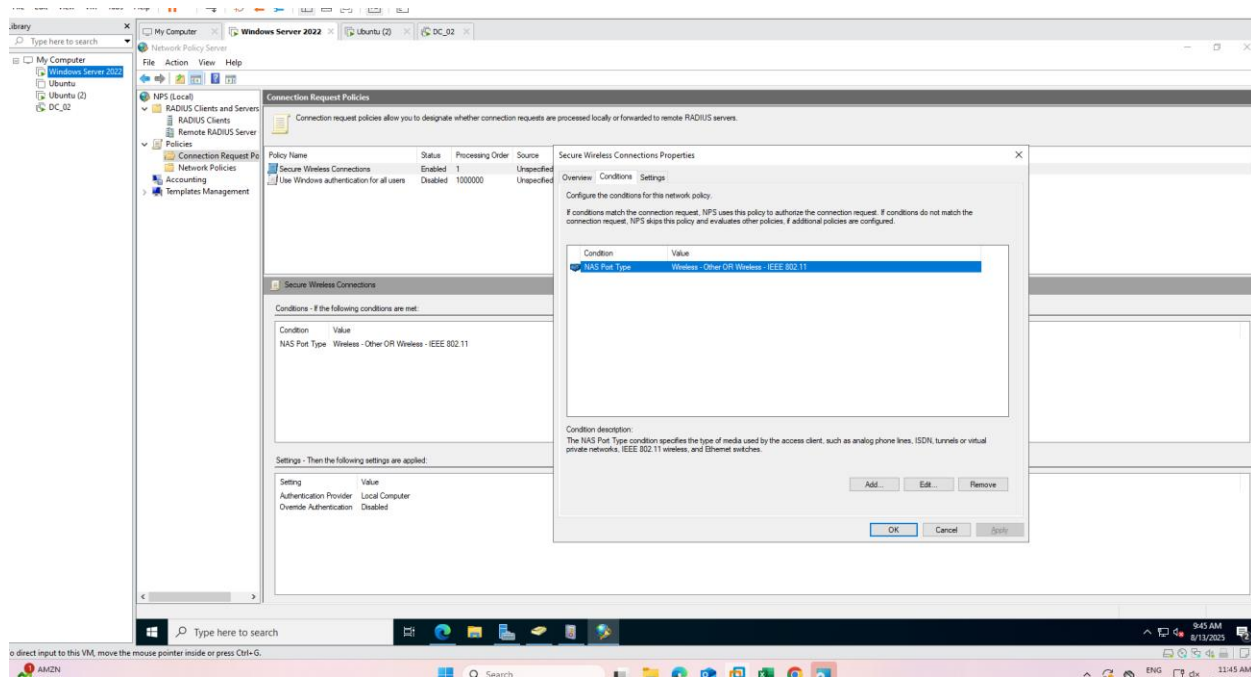 Library
Type here to search
My Computer
Windows Server 2022
Ubuntu
Ubuntu (2)
DC_02
My Computer
Windows Server 2022
Ubuntu (2)
DC_02
Network Policy Server
File Action View Help
NPS (Local)
RADIUS Clients and Servers
RADIUS Clients
Remote RADIUS Server
Policies
Connection Request Po
Network Policies
Accounting
Templates Management
Connection Request Policies
Connection request policies allow you to designate whether connection requests are processed locally or forwarded to remote RADIUS servers.
Policy Name Status Processing Order Source
Secure Wireless Connections Enabled 1 Unspecified
Use Windows authentication for all users Disabled 1000000 Unspecified
Secure Wireless Connections
Conditions - If the following conditions are met:
Condition Value
NAS Port Type Wireless - Other OR Wireless - IEEE 802.11
Settings - Then the following settings are applied:
Setting Value
Authentication Provider Local Computer
Override Authentication Disabled
Secure Wireless Connections Properties
Overview Conditions Settings
Configure the conditions for this network policy.
If conditions match the connection request, NPS uses this policy to authorize the connection request. If conditions do not match the
connection request, NPS skips this policy and evaluates other policies, if additional policies are configured.
Condition Value
NAS Port Type Wireless - Other OR Wireless - IEEE 802.11
Condition description:
The NAS Port Type condition specifies the type of media used by the access client, such as analog phone lines, ISDN, tunnels or virtual
private networks, IEEE 802.11 wireless, and Ethernet switches.
Add... Edit... Remove
OK Cancel Apply
Type here to search
9:45 AM
8/13/2025
o direct input to this VM, move the mouse pointer inside or press Ctrl+G.
AMZN
Search
ENG
11:45 AM